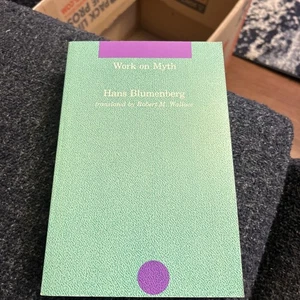 Work on Myth
Hans Blumenberg
translated by Robert M. Wallace